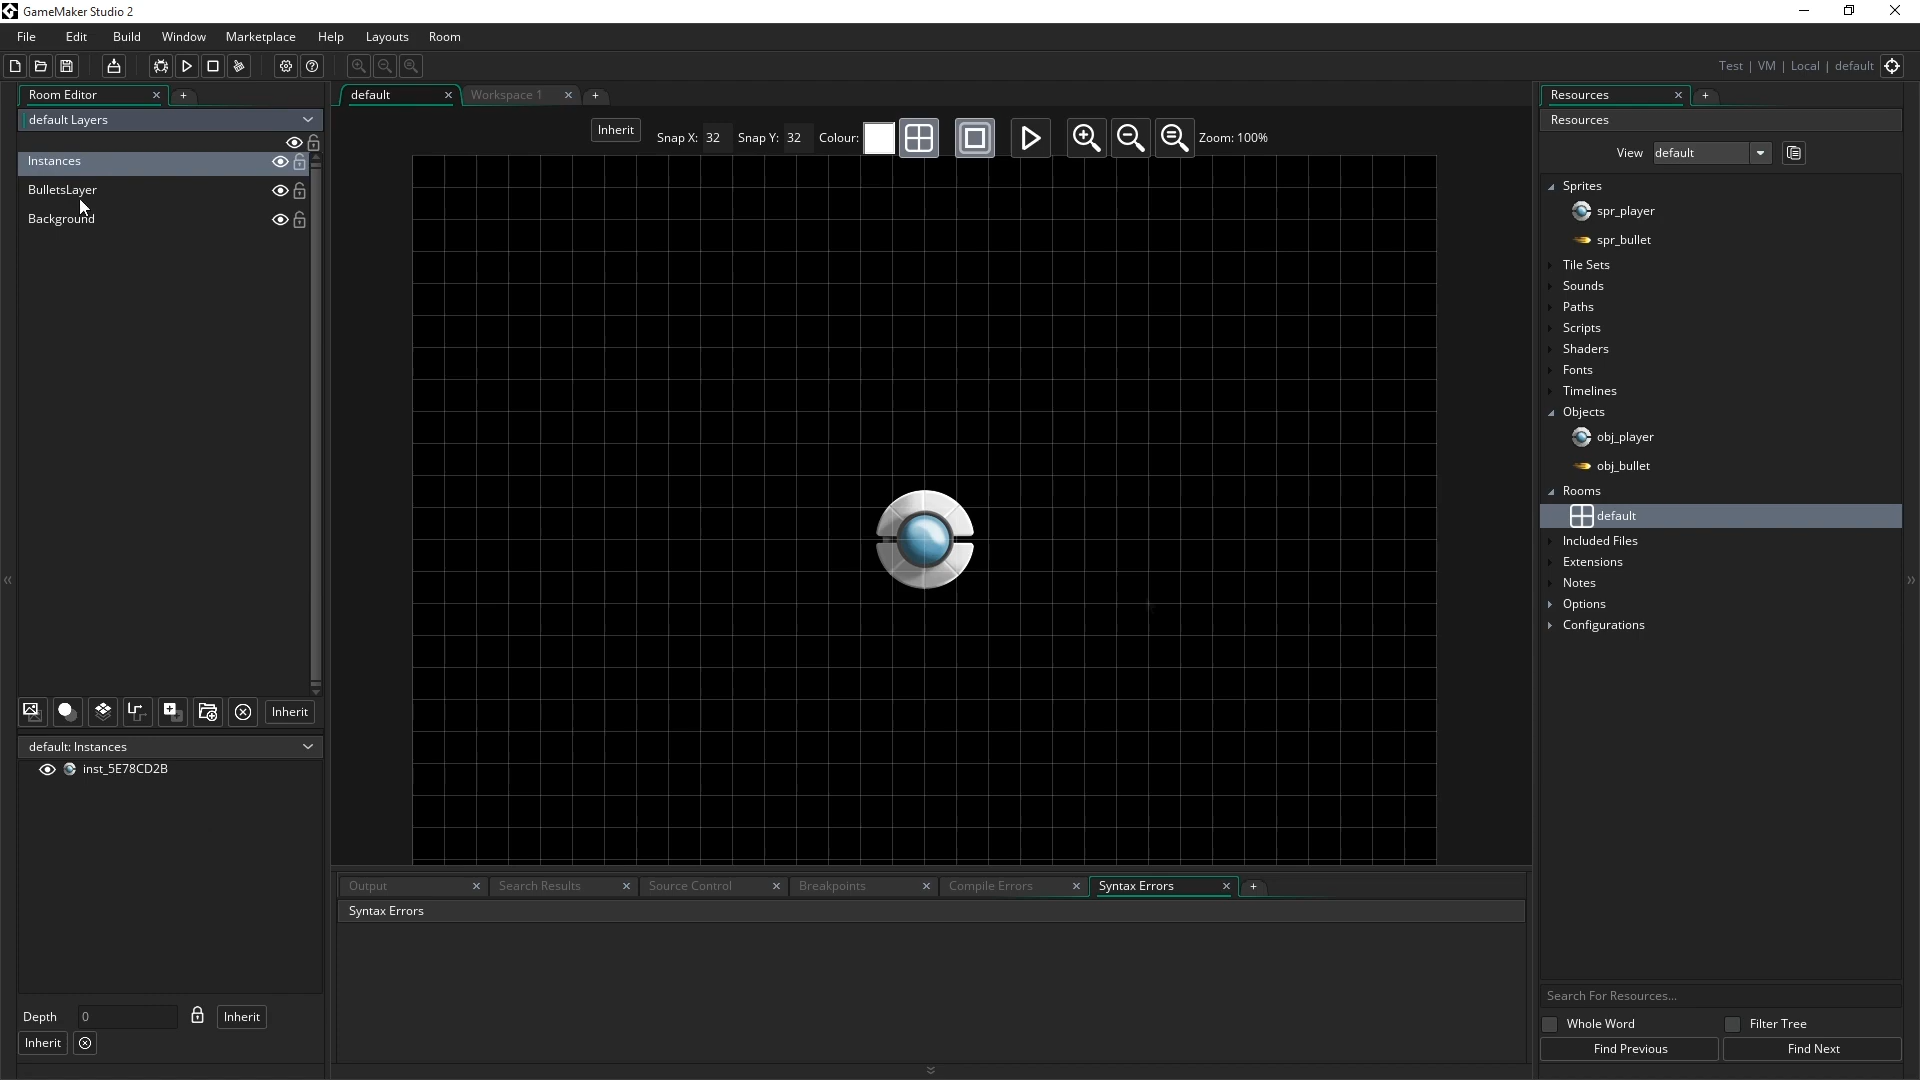 GameMaker Studio 2
File Edit Build Window Marketplace Help Layouts Room
Test | VM | Local | default
Room Editor
default Layers
Instances
BulletsLayer
Background
Inherit
default: Instances
inst_5E78CD2B
Depth 0 Inherit
Inherit
default Workspace 1
Inherit Snap X: 32 Snap Y: 32 Colour: Zoom: 100%
Output Search Results Source Control Breakpoints Compile Errors Syntax Errors
Syntax Errors
Resources
Resources
View default
Sprites
spr_player
spr_bullet
Tile Sets
Sounds
Paths
Scripts
Shaders
Fonts
Timelines
Objects
obj_player
obj_bullet
Rooms
default
Included Files
Extensions
Notes
Options
Configurations
Search For Resources...
Whole Word Filter Tree
Find Previous Find Next